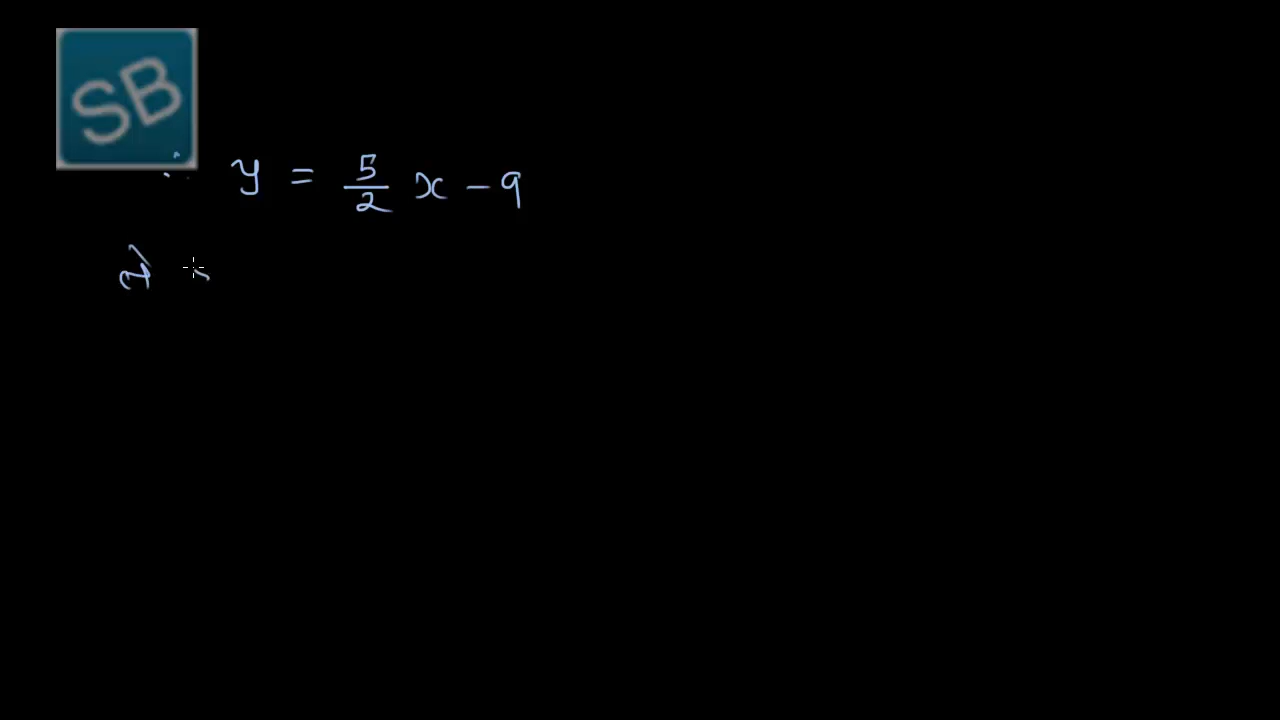 SB
∴ y = 5/2 x - 9